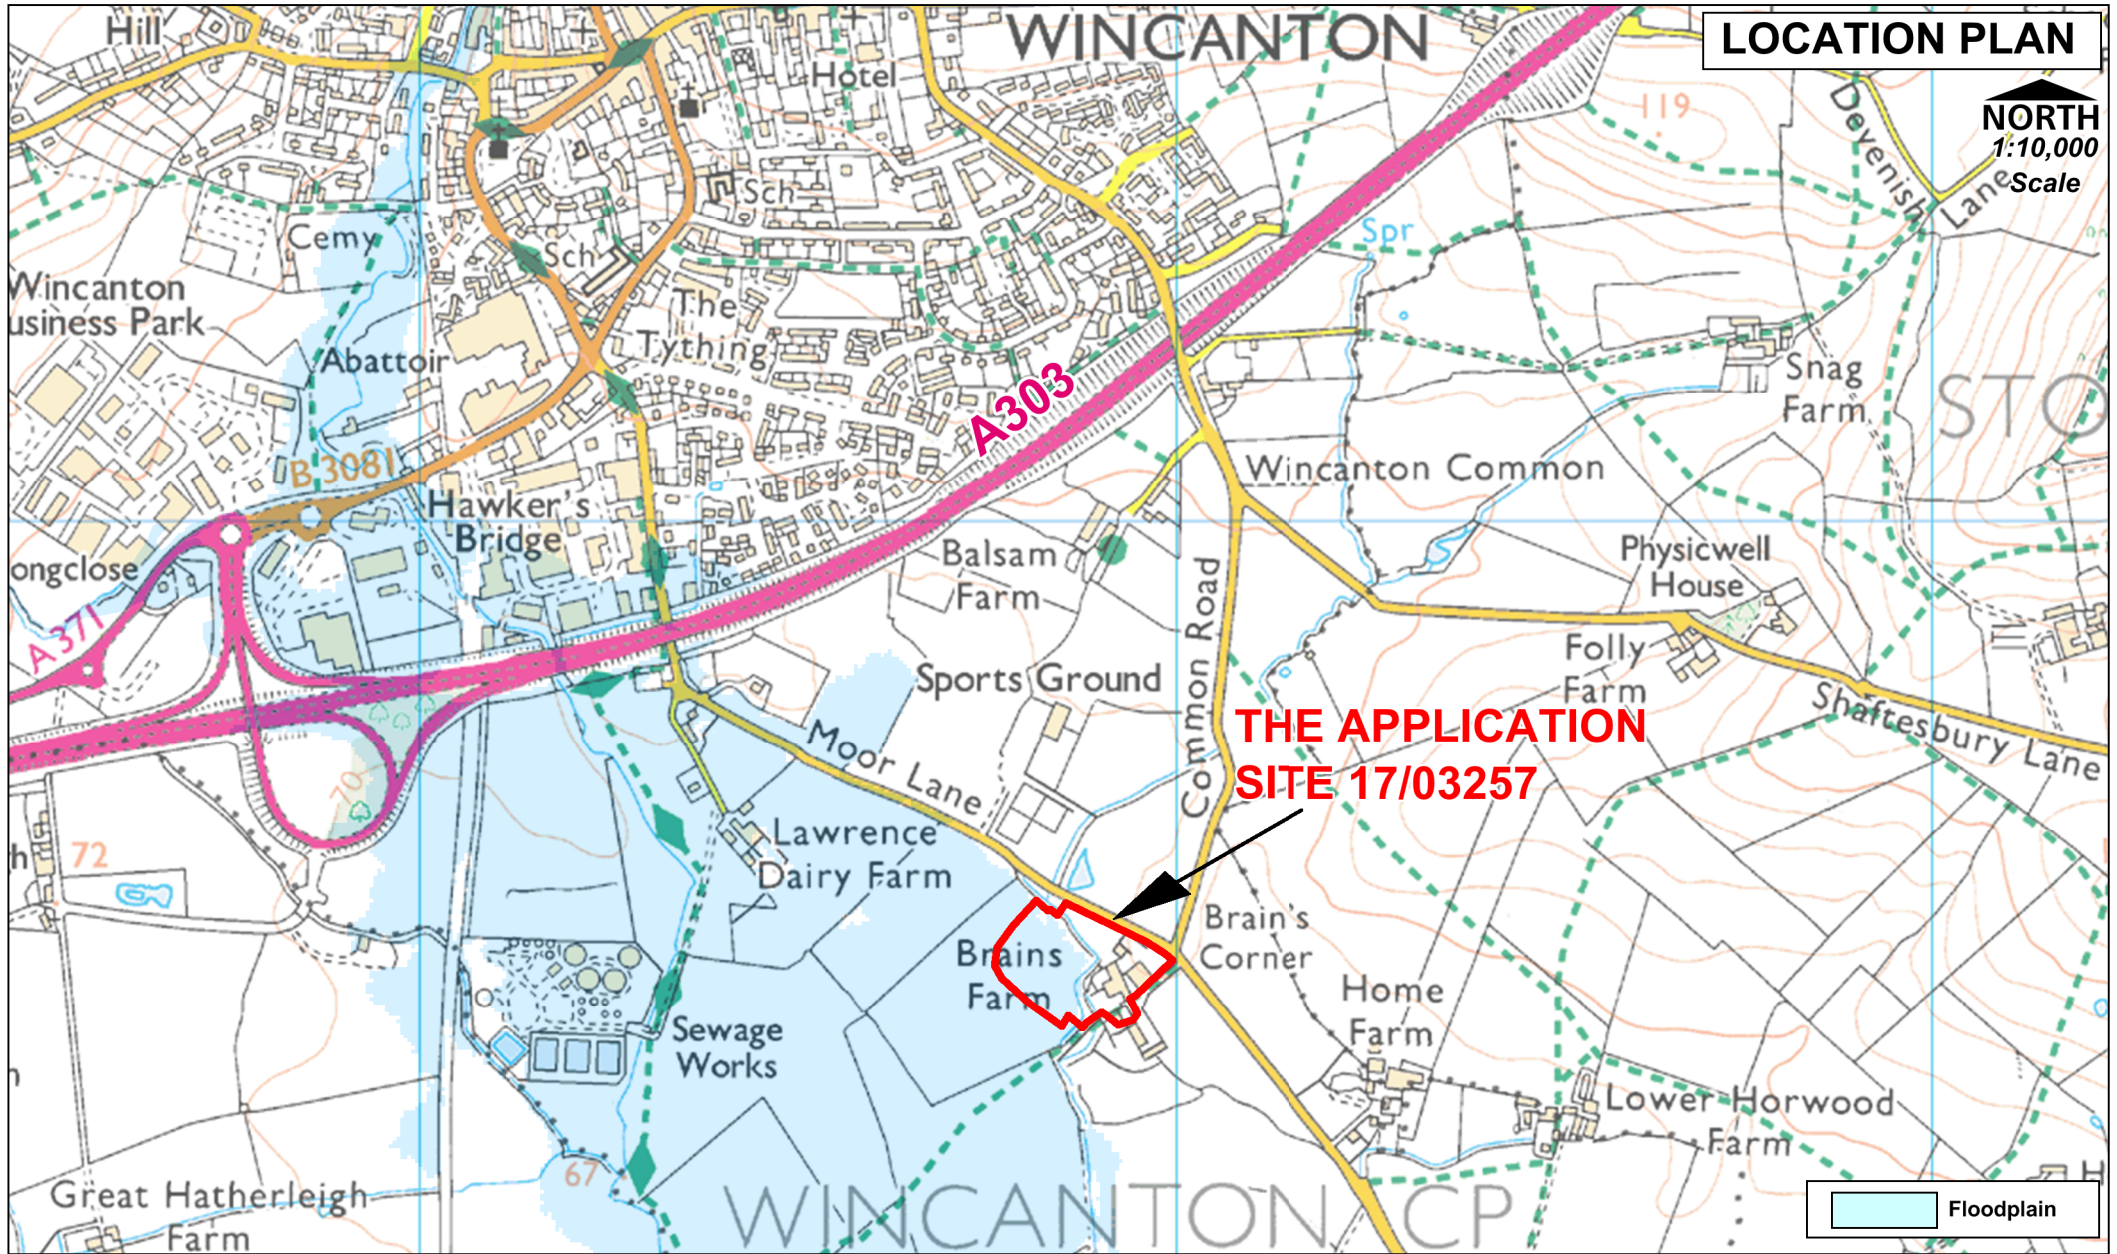 Hill
WINCANTON
LOCATION PLAN
Hotel
119
NORTH
1:10,000
Scale
Devenish Lane
Sch
Cemy
Sch
Spr
Wincanton
usiness Park
The
Tything
Abattoir
A303
Snag
Farm
STO
B 3081
Wincanton Common
Hawker's
Bridge
ongclose
Balsam
Farm
Physicwell
House
A 371
Common Road
Folly
Farm
Sports Ground
Shaftesbury Lane
Moor Lane
THE APPLICATION
SITE 17/03257
70
72
h
Lawrence
Dairy Farm
Brains
Farm
Brain's
Corner
Home
Farm
Sewage
Works
Lower Horwood
Farm
67
Great Hatherleigh
Farm
WINCANTON CP
H
Floodplain